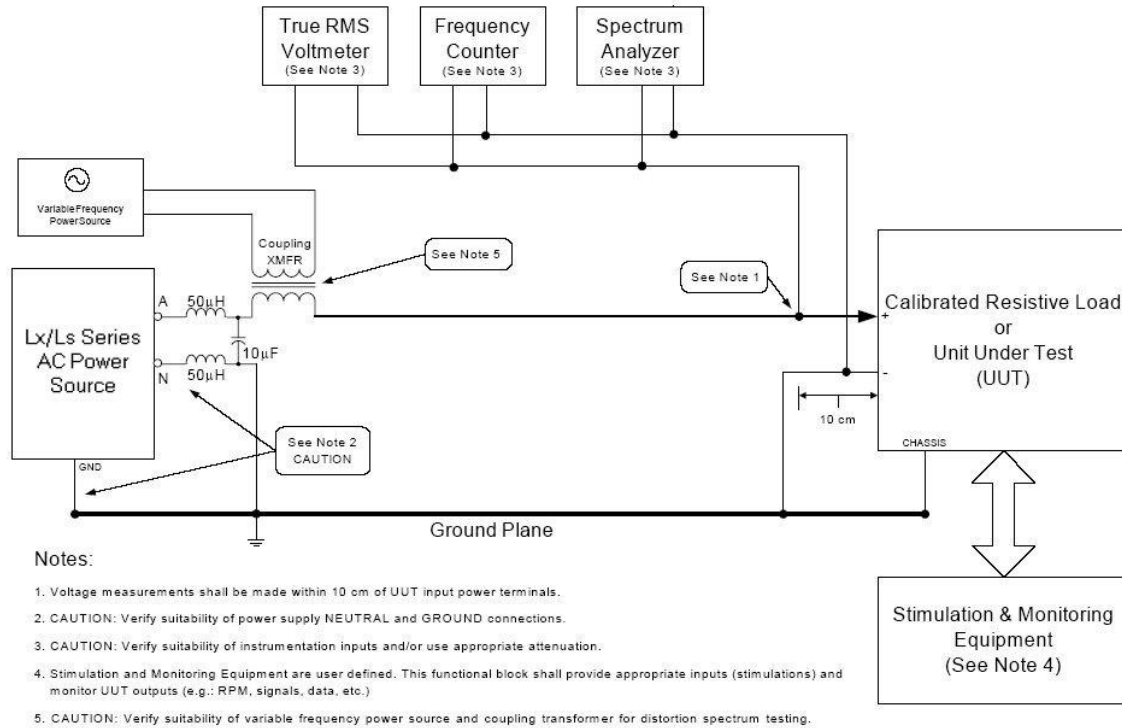 True RMS
Voltmeter
(See Note 3)
Frequency
Counter
(See Note 3)
Spectrum
Analyzer
(See Note 3)
VariableFrequency
PowerSource
Coupling
XMFR
See Note 5
See Note 1
A
50μH
Lx/Ls Series
AC Power
Source
10μF
N
50μH
+
Calibrated Resistive Load
or
Unit Under Test
(UUT)
-
10 cm
See Note 2
CAUTION
CHASSIS
GND
Ground Plane
Stimulation & Monitoring
Equipment
(See Note 4)
Notes:
1. Voltage measurements shall be made within 10 cm of UUT input power terminals.
2. CAUTION: Verify suitability of power supply NEUTRAL and GROUND connections.
3. CAUTION: Verify suitability of instrumentation inputs and/or use appropriate attenuation.
4. Stimulation and Monitoring Equipment are user defined. This functional block shall provide appropriate inputs (stimulations) and
monitor UUT outputs (e.g.: RPM, signals, data, etc.)
5. CAUTION: Verify suitability of variable frequency power source and coupling transformer for distortion spectrum testing.